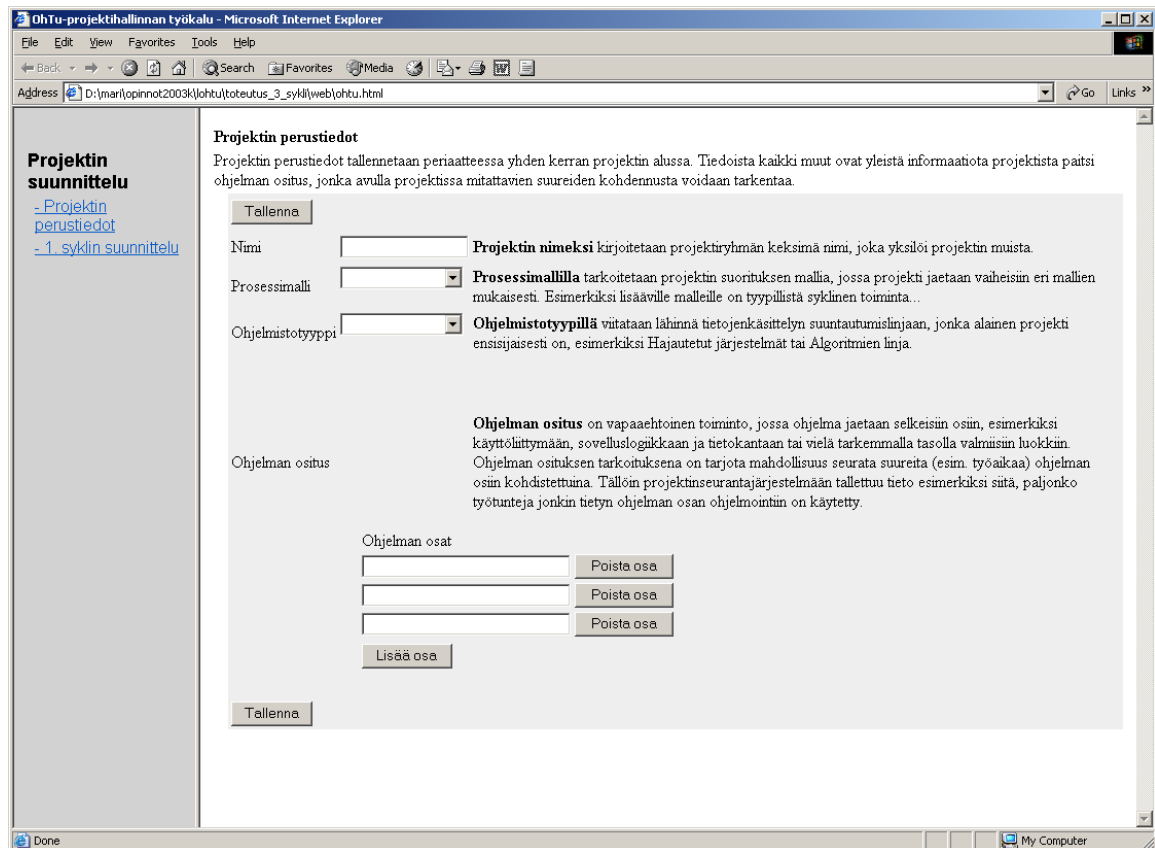 OhTu-projektihallinnan työkalu - Microsoft Internet Explorer
File Edit View Favorites Tools Help
Back Search Favorites Media
Address D:\mari\opinnot2003k\lohtu\toteutus_3_sykli\web\ohtu.html Go Links »
Projektin
suunnittelu
- Projektin
perustiedot
- 1. syklin suunnittelu
Projektin perustiedot
Projektin perustiedot tallennetaan periaatteessa yhden kerran projektin alussa. Tiedoista kaikki muut ovat yleistä informaatiota projektista paitsi
ohjelman ositus, jonka avulla projektissa mitattavien suureiden kohdennusta voidaan tarkentaa.
Tallenna
Nimi Projektin nimeksi kirjoitetaan projektiryhmän keksimä nimi, joka yksilöi projektin muista.
Prosessimalli Prosessimallilla tarkoitetaan projektin suorituksen mallia, jossa projekti jaetaan vaiheisiin eri mallien
mukaisesti. Esimerkiksi lisääville malleille on tyypillistä syklinen toiminta...
Ohjelmistotyyppi Ohjelmistotyypillä viitataan lähinnä tietojenkäsittelyn suuntautumislinjaan, jonka alainen projekti
ensisijaisesti on, esimerkiksi Hajautetut järjestelmät tai Algoritmien linja.
Ohjelman ositus on vapaaehtoinen toiminto, jossa ohjelma jaetaan selkeisiin osiin, esimerkiksi
käyttöliittymään, sovelluslogiikkaan ja tietokantaan tai vielä tarkemmalla tasolla valmiisiin luokkiin.
Ohjelman ositus Ohjelman osituksen tarkoituksena on tarjota mahdollisuus seurata suureita (esim. työaikaa) ohjelman
osiin kohdistettuina. Tällöin projektinseurantajärjestelmään tallettuu tieto esimerkiksi siitä, paljonko
työtunteja jonkin tietyn ohjelman osan ohjelmointiin on käytetty.
Ohjelman osat
Poista osa
Poista osa
Poista osa
Lisää osa
Tallenna
Done My Computer